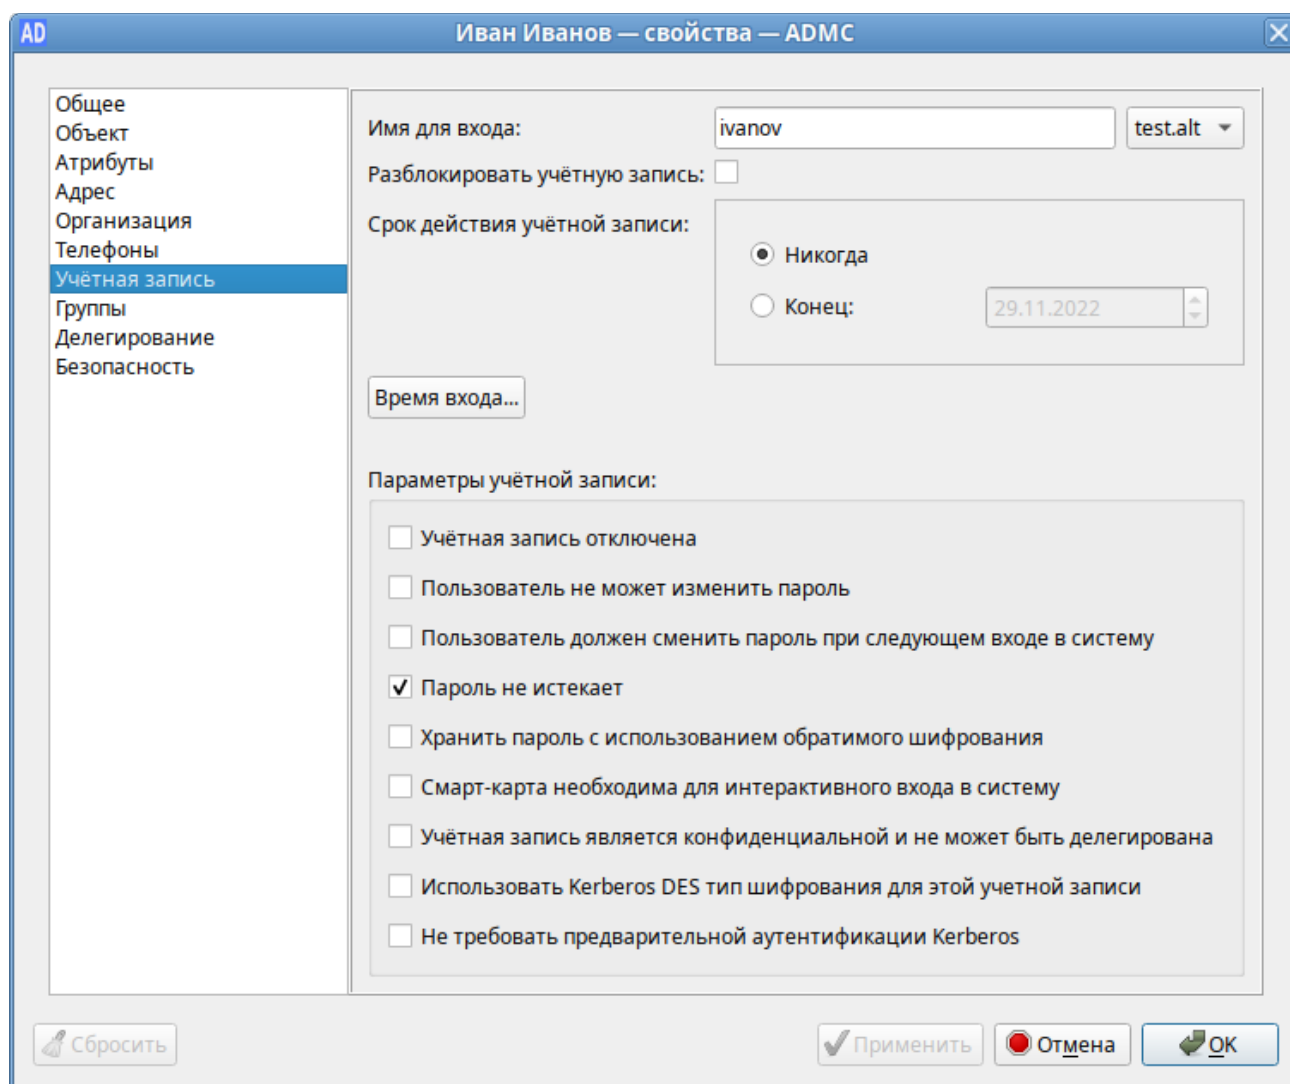 AD
Иван Иванов — свойства — ADMC
Общее
Объект
Атрибуты
Адрес
Организация
Телефоны
Учётная запись
Группы
Делегирование
Безопасность
Имя для входа: ivanov test.alt
Разблокировать учётную запись:
Срок действия учётной записи:
Никогда
Конец: 29.11.2022
Время входа...
Параметры учётной записи:
Учётная запись отключена
Пользователь не может изменить пароль
Пользователь должен сменить пароль при следующем входе в систему
Пароль не истекает
Хранить пароль с использованием обратимого шифрования
Смарт-карта необходима для интерактивного входа в систему
Учётная запись является конфиденциальной и не может быть делегирована
Использовать Kerberos DES тип шифрования для этой учетной записи
Не требовать предварительной аутентификации Kerberos
Сбросить Применить Отмена OK